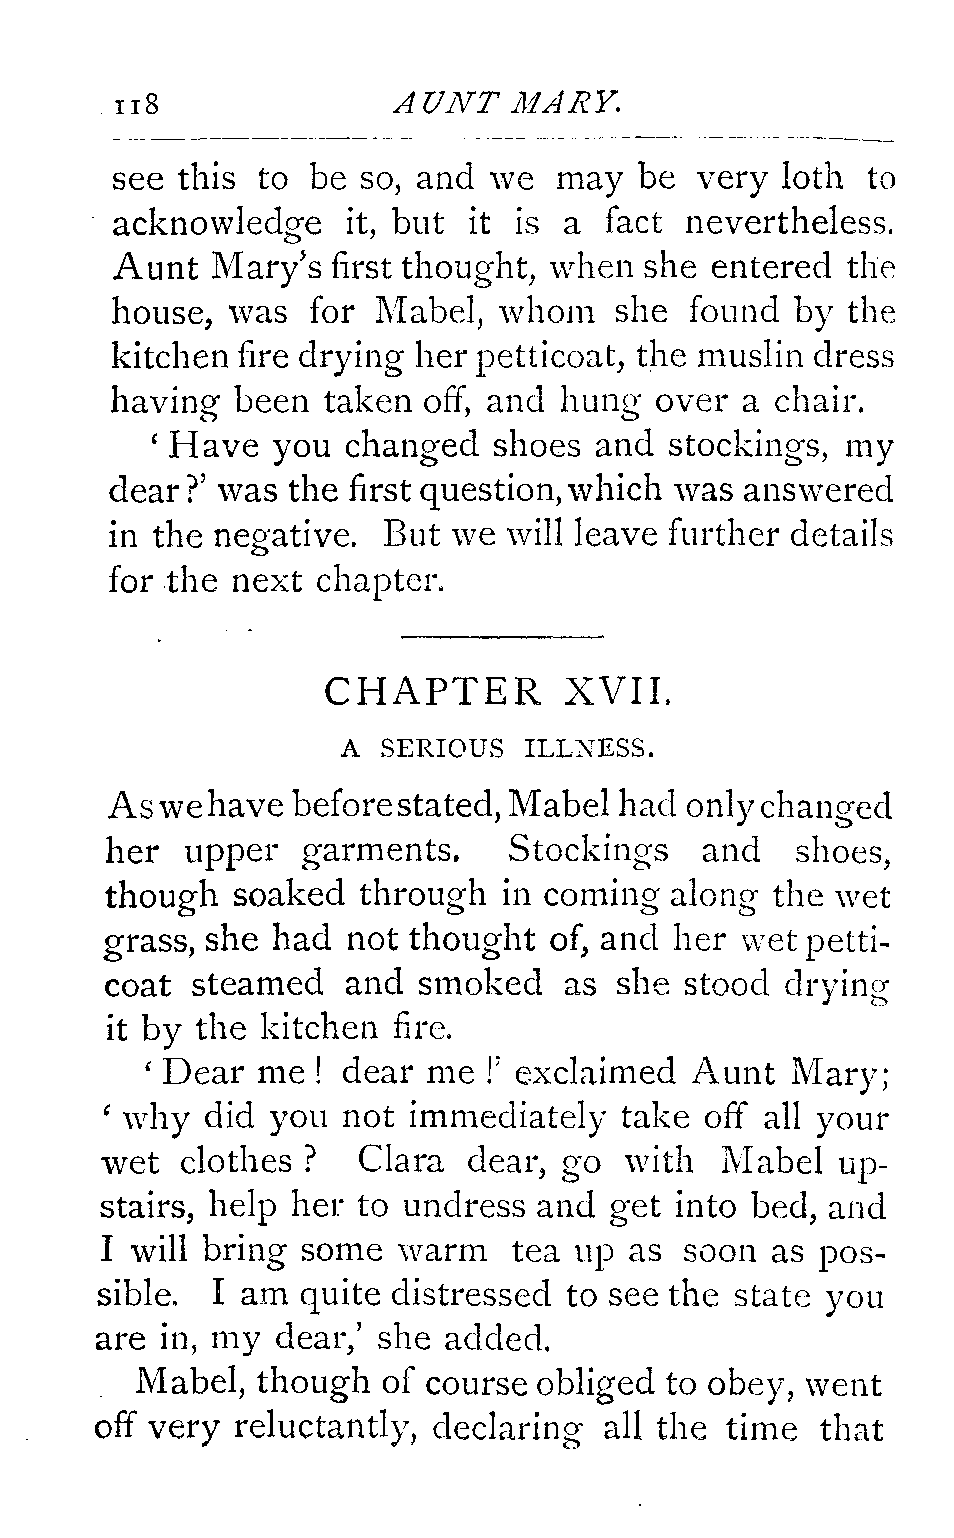 118 AUNT MARY.
see this to be so, and we may be very loth to
acknowledge it, but it is a fact nevertheless.
Aunt Mary's first thought, when she entered the
house, was for Mabel, whom she found by the
kitchen fire drying her petticoat, the muslin dress
having been taken off, and hung over a chair.
‘Have you changed shoes and stockings, my
dear?’ was the first question, which was answered
in the negative. But we will leave further details
for the next chapter.
CHAPTER XVII.
A SERIOUS ILLNESS.
As we have before stated, Mabel had only changed
her upper garments. Stockings and shoes,
though soaked through in coming along the wet
grass, she had not thought of, and her wet petti-
coat steamed and smoked as she stood drying
it by the kitchen fire.
‘Dear me! dear me!’ exclaimed Aunt Mary;
‘why did you not immediately take off all your
wet clothes? Clara dear, go with Mabel up-
stairs, help her to undress and get into bed, and
I will bring some warm tea up as soon as pos-
sible. I am quite distressed to see the state you
are in, my dear,’ she added.
Mabel, though of course obliged to obey, went
off very reluctantly, declaring all the time that